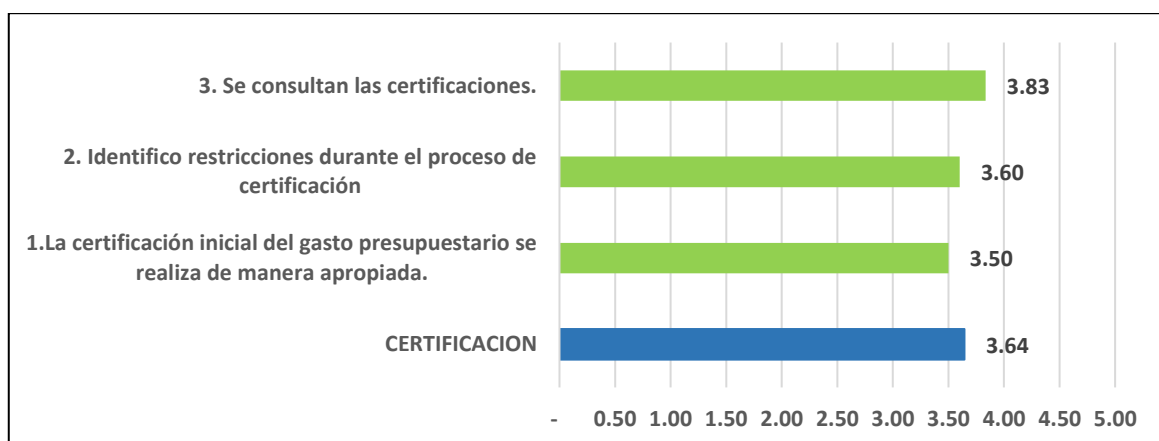 3. Se consultan las certificaciones.
3.83
2. Identifico restricciones durante el proceso de
certificación
3.60
1.La certificación inicial del gasto presupuestario se
realiza de manera apropiada.
3.50
CERTIFICACION
3.64
- 0.50 1.00 1.50 2.00 2.50 3.00 3.50 4.00 4.50 5.00